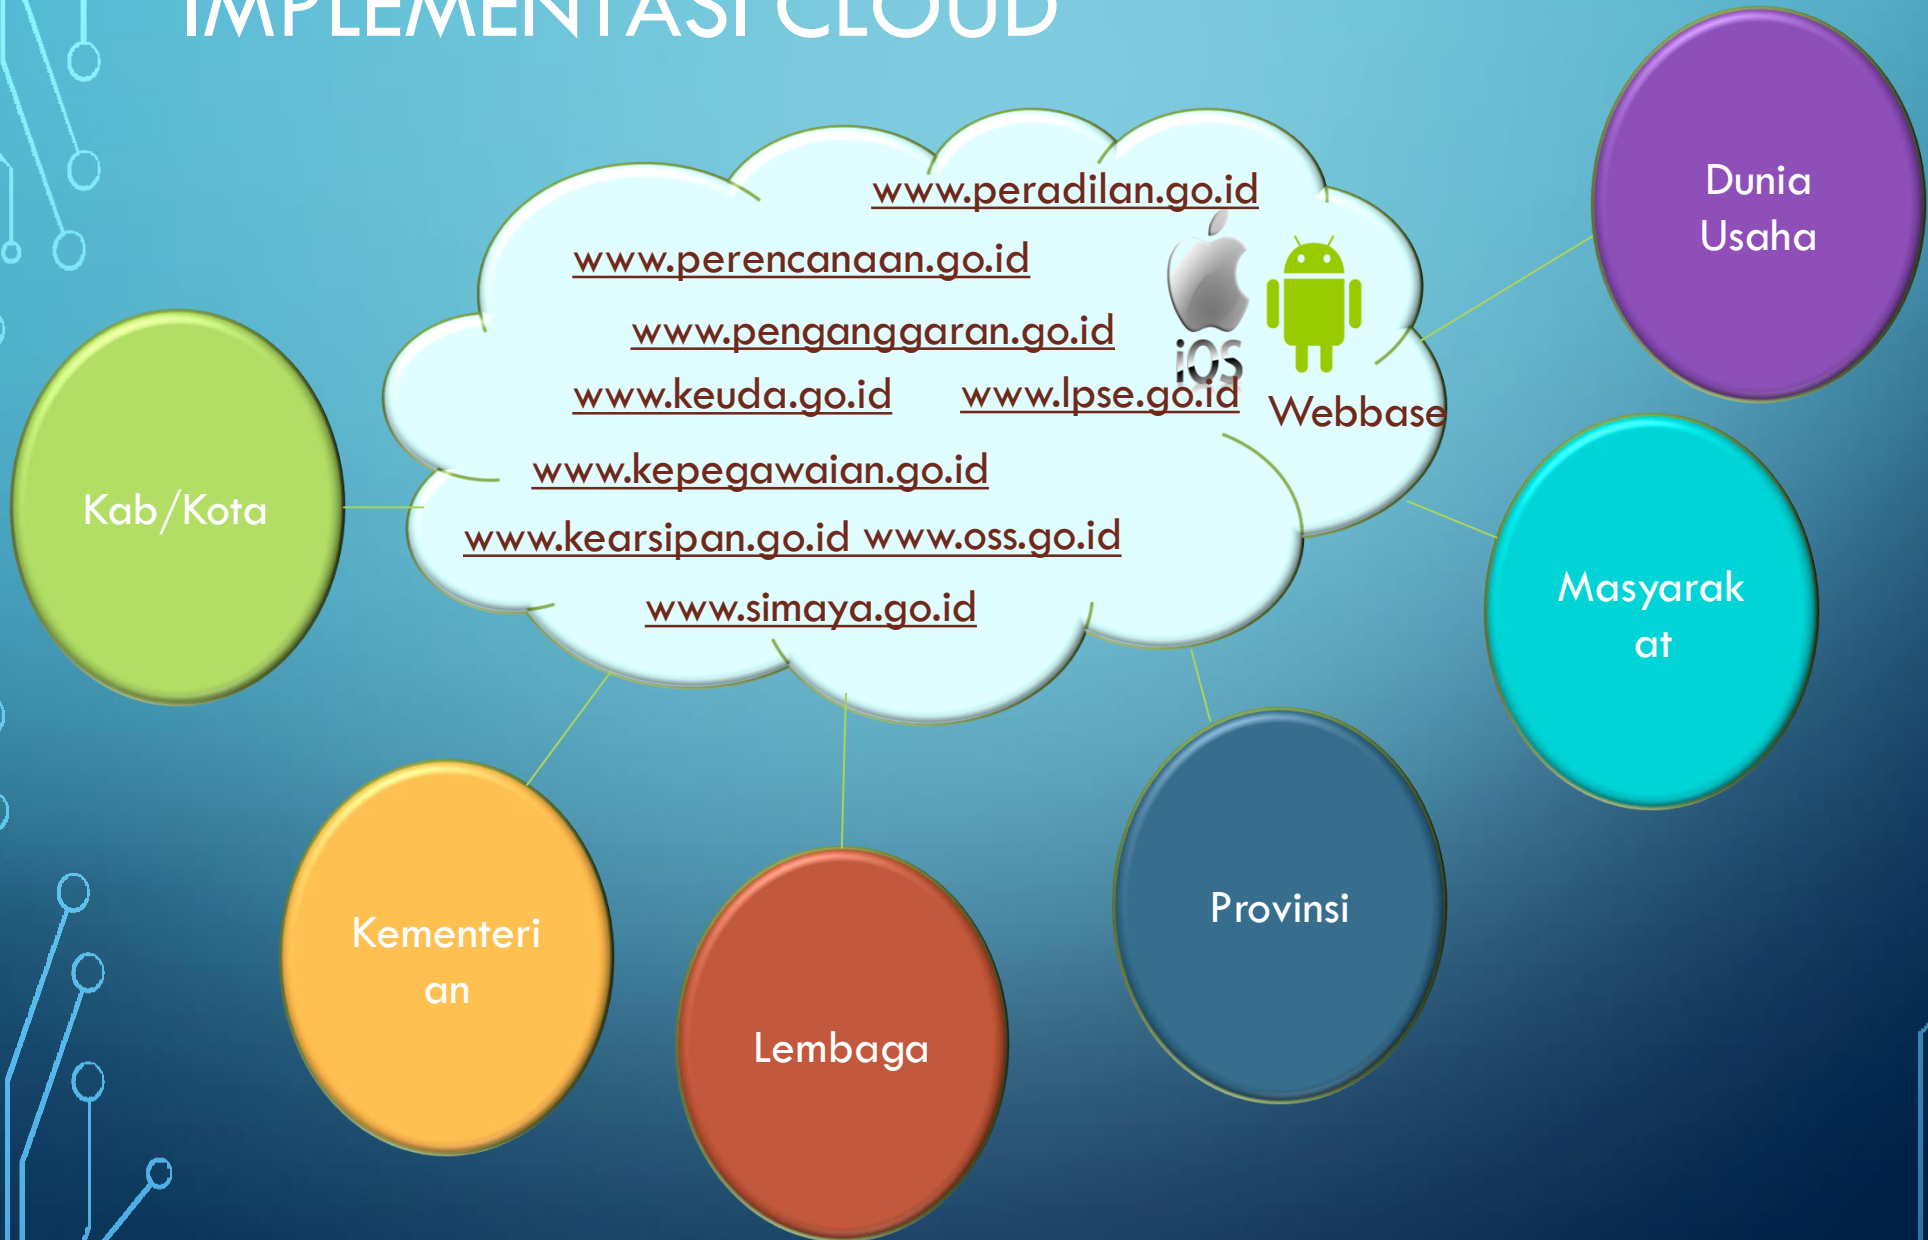 IMPLEMENTASI CLOUD
www.peradilan.go.id
www.perencanaan.go.id
www.penganggaran.go.id
iOS
www.keuda.go.id www.lpse.go.id Webbase
www.kepegawaian.go.id
www.kearsipan.go.id www.oss.go.id
www.simaya.go.id
Dunia
Usaha
Kab/Kota
Masyarak
at
Kementeri
an
Lembaga
Provinsi